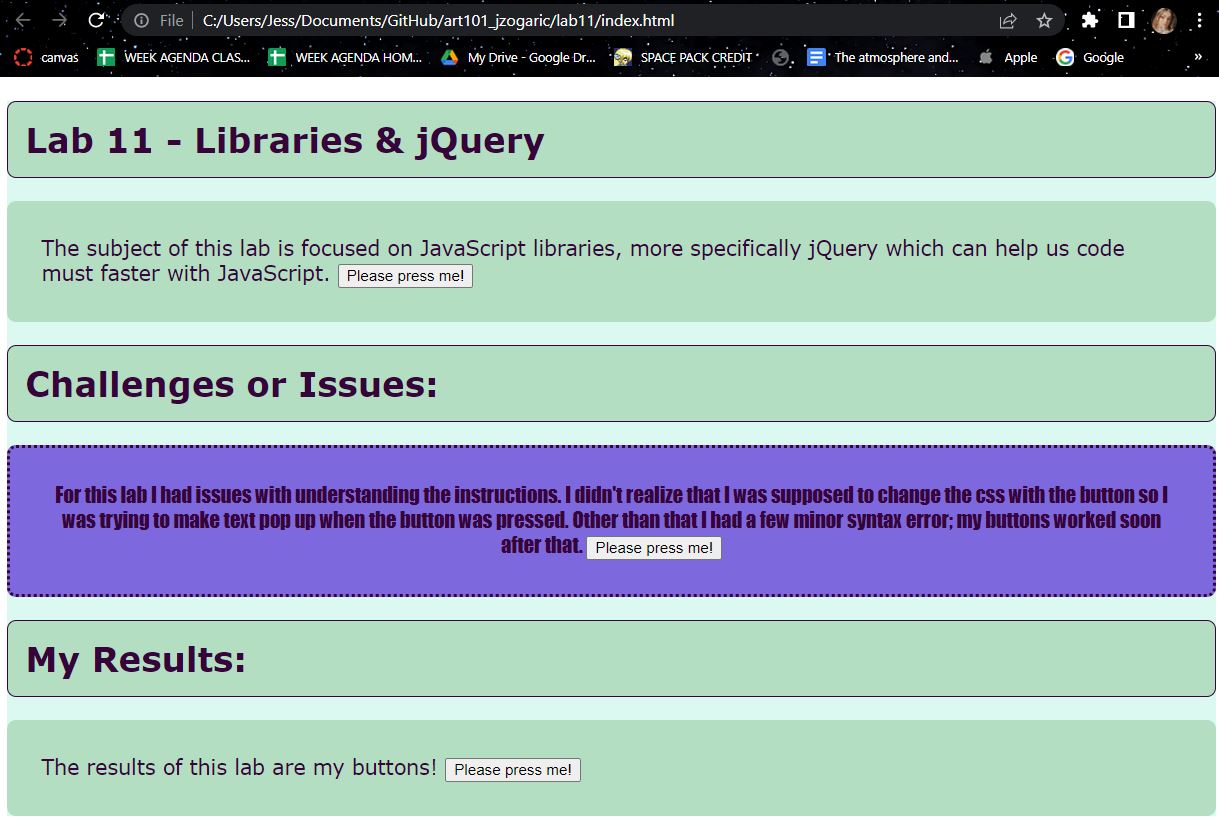 File C:/Users/Jess/Documents/GitHub/art101_jzogaric/lab11/index.html
canvas WEEK AGENDA CLAS... WEEK AGENDA HOM... My Drive - Google Dr... SPACE PACK CREDIT The atmosphere and... Apple Google »
Lab 11 - Libraries & jQuery
The subject of this lab is focused on JavaScript libraries, more specifically jQuery which can help us code
must faster with JavaScript. Please press me!
Challenges or Issues:
For this lab I had issues with understanding the instructions. I didn't realize that I was supposed to change the css with the button so I
was trying to make text pop up when the button was pressed. Other than that I had a few minor syntax error; my buttons worked soon
after that. Please press me!
My Results:
The results of this lab are my buttons! Please press me!